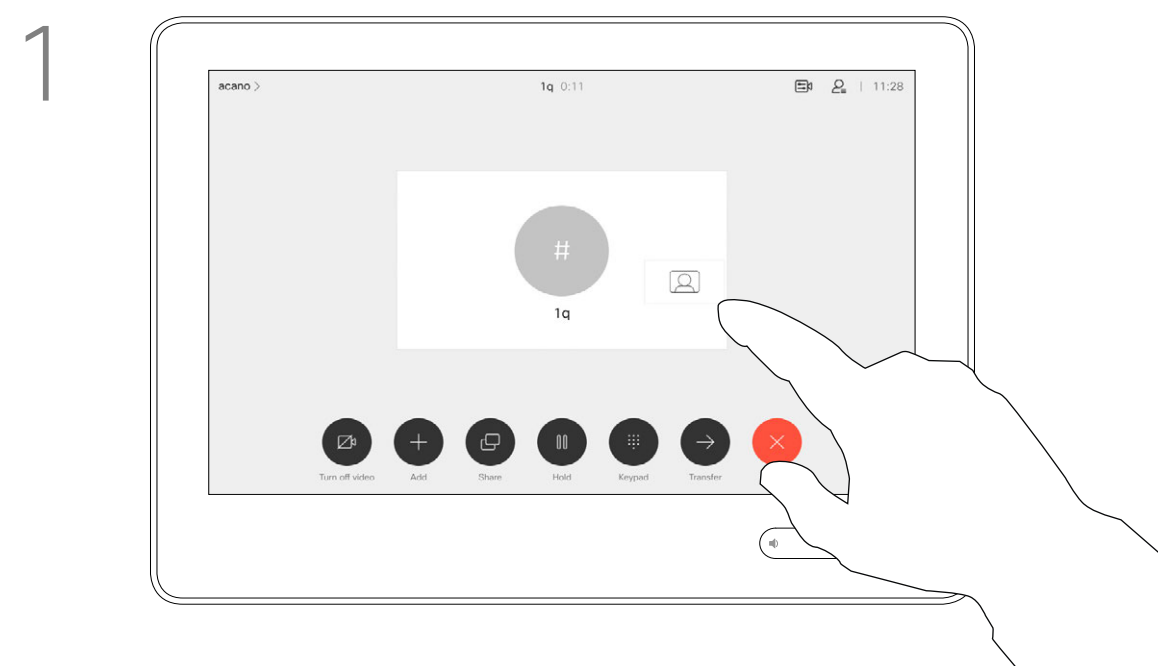 1
acano >
1q 0:11
11:28
#
1q
Turn off video
Add
Share
Hold
Keypad
Transfer